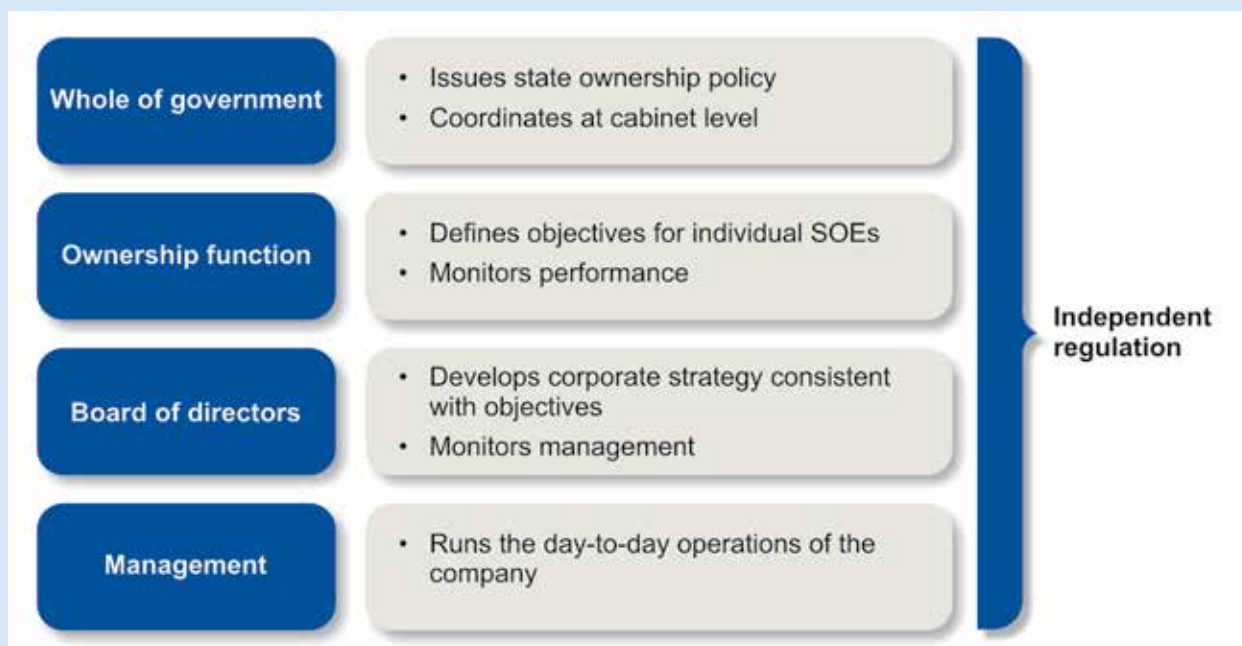 Whole of government
• Issues state ownership policy
• Coordinates at cabinet level
Ownership function
• Defines objectives for individual SOEs
• Monitors performance
Board of directors
• Develops corporate strategy consistent
with objectives
• Monitors management
Management
• Runs the day-to-day operations of the
company
Independent
regulation